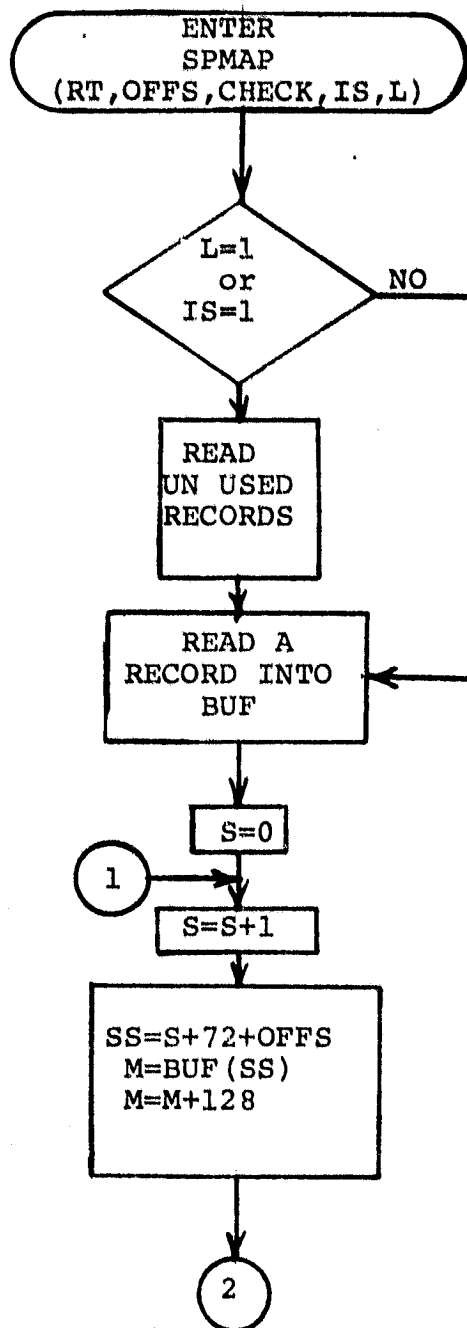 ENTER
SPMAP
(RT,OFFS,CHECK,IS,L)
L=1
or
IS=1
NO
READ
UN USED
RECORDS
READ A
RECORD INTO
BUF
S=0
1
S=S+1
SS=S+72+OFFS
M=BUF(SS)
M=M+128
2